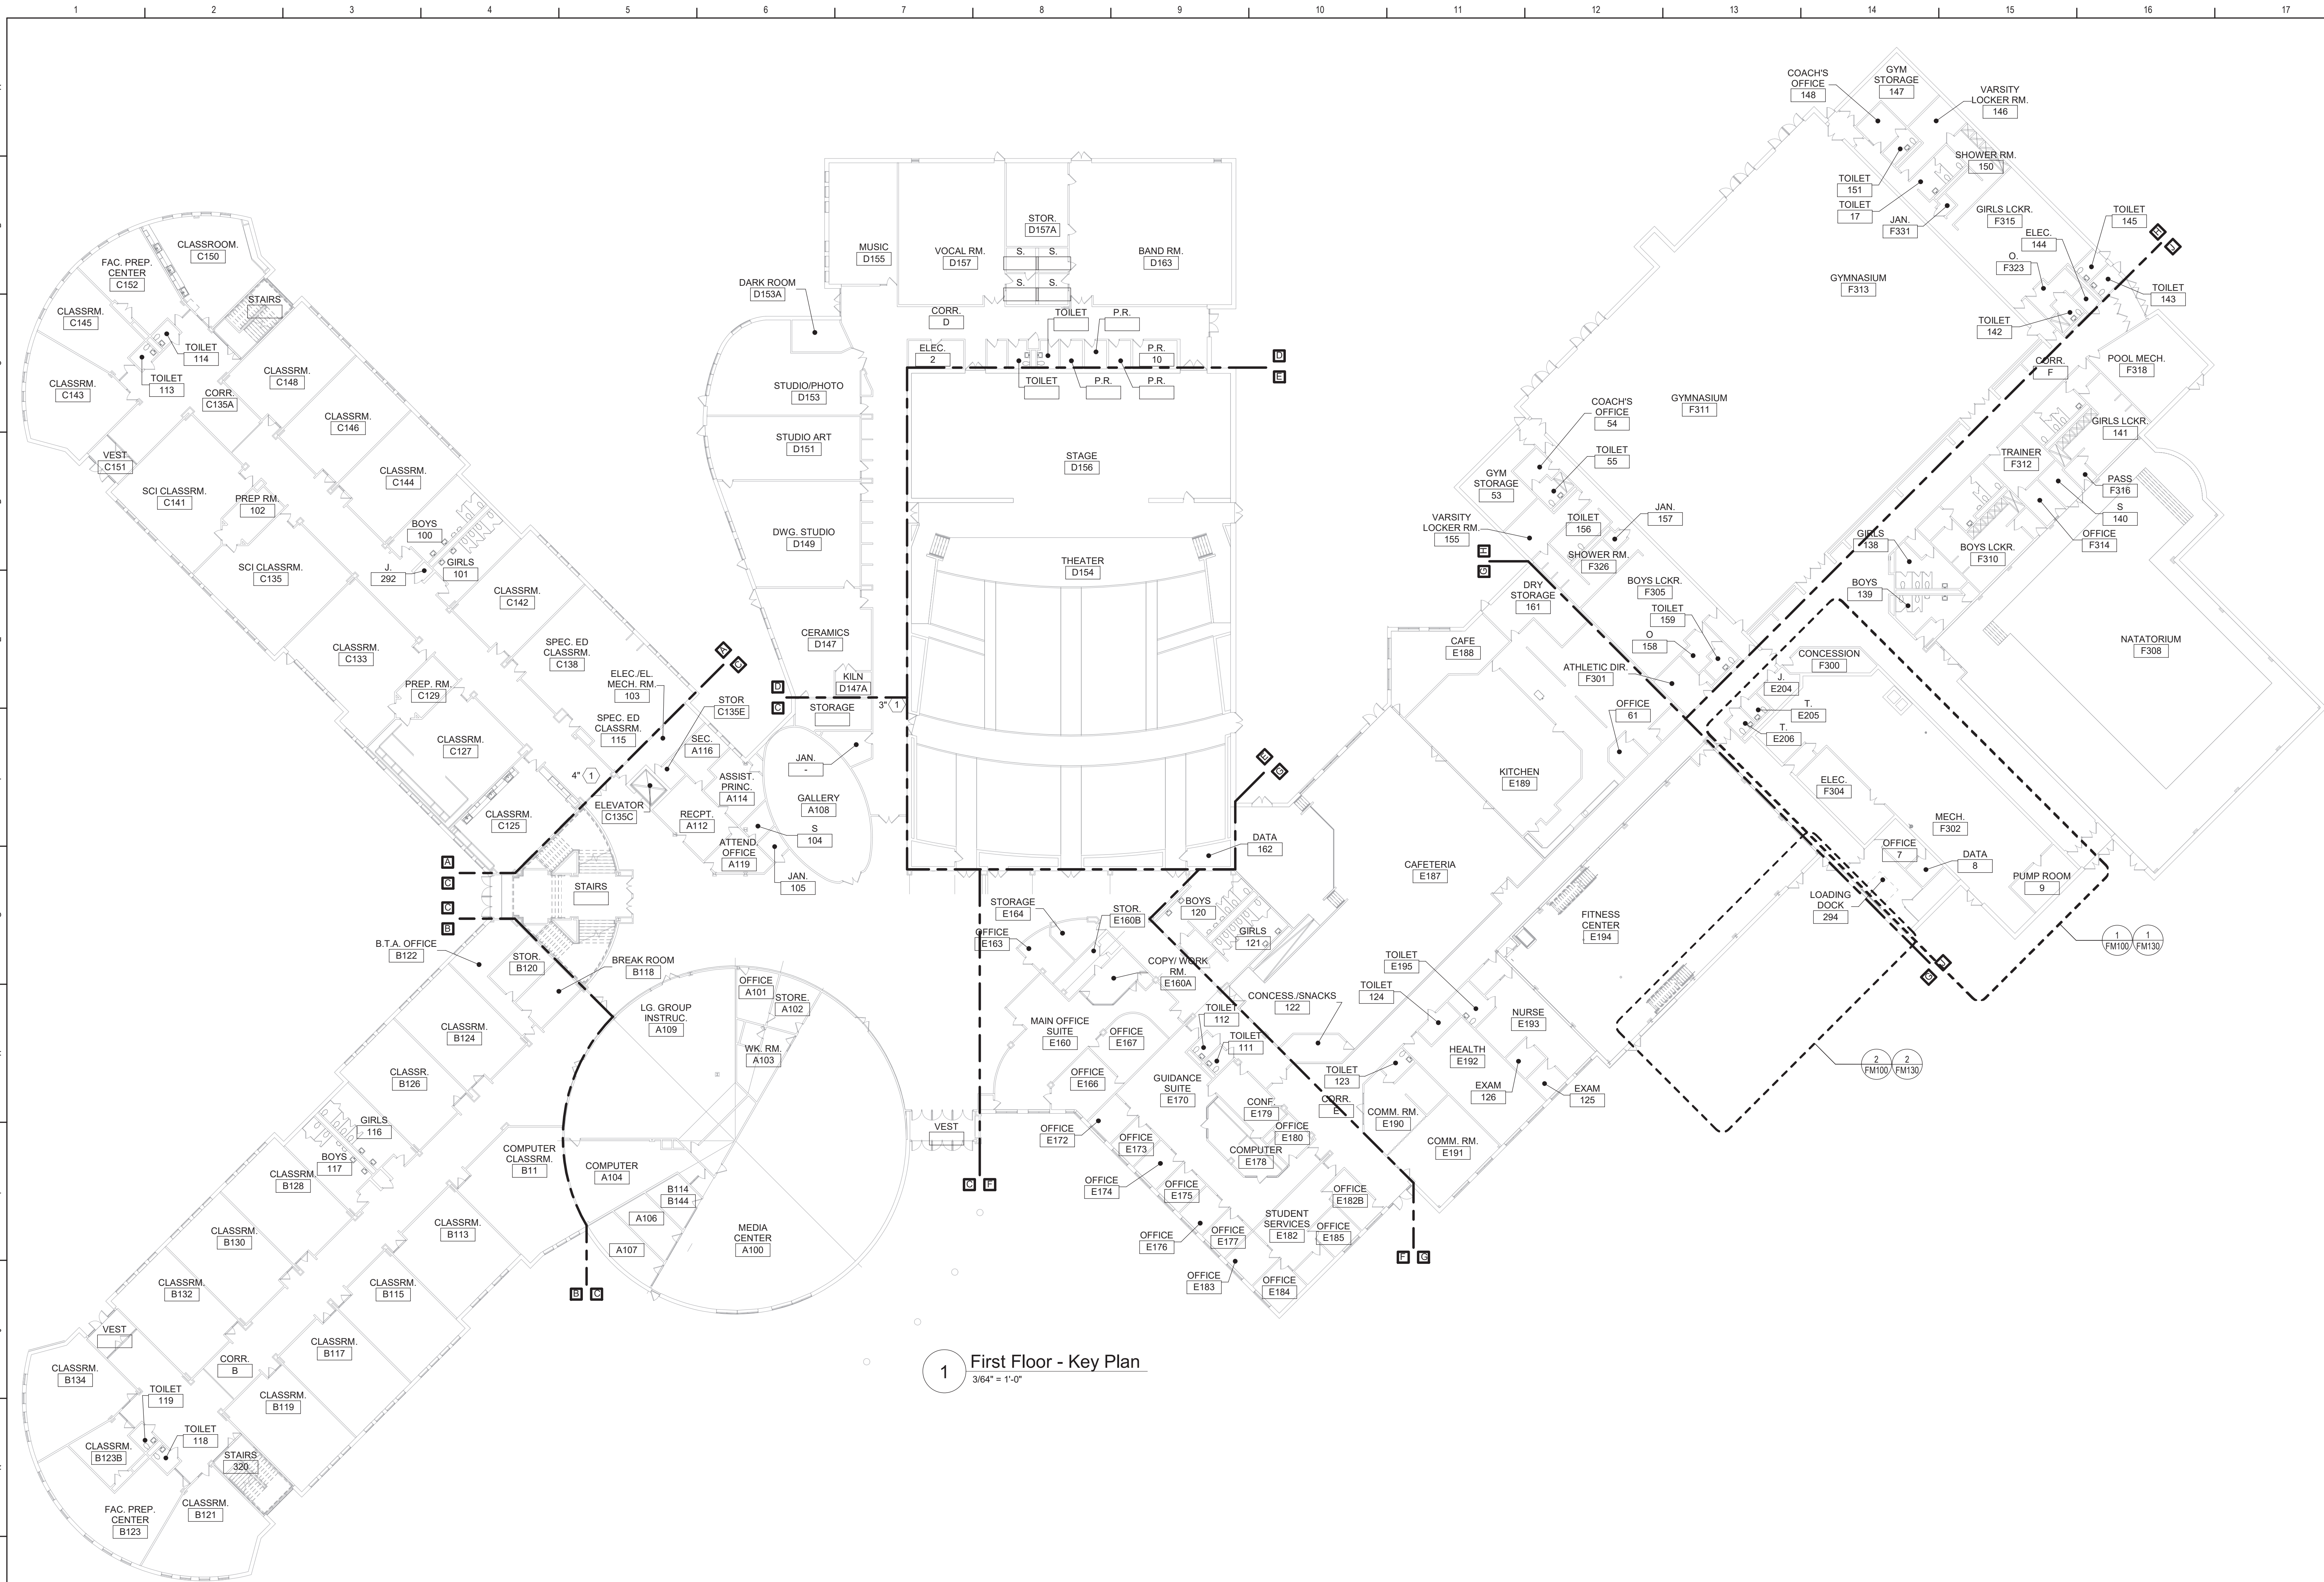 1 2 3 4 5 6 7 8 9 10 11 12 13 14 15 16 17
COACH'S
OFFICE
148
GYM
STORAGE
147
VARSITY
LOCKER RM.
146
SHOWER RM.
150
TOILET
151
TOILET
17
JAN.
F331
GIRLS LCKR.
F315
TOILET
145
ELEC.
144
O.
F323
H
J
TOILET
143
TOILET
142
GYMNASIUM
F313
CLASSROOM.
C150
FAC. PREP.
CENTER
C152
STAIRS
CLASSRM.
C145
TOILET
114
TOILET
113
CLASSRM.
C143
CORR.
C135A
CLASSRM.
C148
CLASSRM.
C146
CLASSRM.
C144
VEST
C151
SCI CLASSRM.
C141
PREP RM.
102
BOYS
100
GIRLS
101
J.
292
SCI CLASSRM.
C135
CLASSRM.
C142
SPEC. ED
CLASSRM.
C138
CLASSRM.
C133
PREP. RM.
C129
CLASSRM.
C127
ELEC./EL.
MECH. RM.
103
SPEC. ED
CLASSRM.
115
STOR
C135E
A
C
4" 1
CLASSRM.
C125
ELEVATOR
C135C
SEC.
A116
ASSIST.
PRINC.
A114
RECPT.
A112
ATTEND.
OFFICE
A119
S
104
JAN.
105
GALLERY
A108
JAN.
-
MUSIC
D155
VOCAL RM.
D157
STOR.
D157A
S. S.
S. S.
BAND RM.
D163
DARK ROOM
D153A
CORR.
D
TOILET
P.R.
ELEC.
2
P.R.
10
TOILET
P.R.
P.R.
D
E
STUDIO/PHOTO
D153
STUDIO ART
D151
DWG. STUDIO
D149
CERAMICS
D147
KILN
D147A
STORAGE
D
C
3" 1
STAGE
D156
THEATER
D154
E
G
DATA
162
GYMNASIUM
F311
COACH'S
OFFICE
54
TOILET
55
GYM
STORAGE
53
VARSITY
LOCKER RM.
155
TOILET
156
JAN.
157
SHOWER RM.
F326
H
G
DRY
STORAGE
161
BOYS LCKR.
F305
TOILET
159
O
158
CAFE
E188
ATHLETIC DIR.
F301
OFFICE
61
KITCHEN
E189
CAFETERIA
E187
FITNESS
CENTER
E194
CORR.
F
POOL MECH.
F318
GIRLS LCKR.
141
TRAINER
F312
PASS
F316
S
140
OFFICE
F314
GIRLS
138
BOYS LCKR.
F310
BOYS
139
NATATORIUM
F308
CONCESSION
F300
J.
E204
T.
E205
T.
E206
ELEC.
F304
MECH.
F302
OFFICE
7
DATA
8
PUMP ROOM
9
LOADING
DOCK
294
G
J
1
FM100
1
FM130
2
FM100
2
FM130
A
C
C
B
STAIRS
B.T.A. OFFICE
B122
STOR.
B120
BREAK ROOM
B118
CLASSRM.
B124
CLASSR.
B126
GIRLS
116
BOYS
117
CLASSRM.
B128
CLASSRM.
B130
CLASSRM.
B132
COMPUTER
CLASSRM.
B11
CLASSRM.
B113
CLASSRM.
B115
CLASSRM.
B117
CLASSRM.
B119
VEST
CLASSRM.
B134
CORR.
B
TOILET
119
TOILET
118
CLASSRM.
B123B
STAIRS
320
FAC. PREP.
CENTER
B123
CLASSRM.
B121
LG. GROUP
INSTRUC.
A109
OFFICE
A101
STORE.
A102
WK. RM.
A103
COMPUTER
A104
B114
B144
A106
A107
MEDIA
CENTER
A100
B
C
VEST
C
F
STORAGE
E164
STOR.
E160B
OFFICE
E163
COPY/ WORK
RM.
E160A
BOYS
120
GIRLS
121
CONCESS./SNACKS
122
MAIN OFFICE
SUITE
E160
OFFICE
E167
TOILET
112
TOILET
111
OFFICE
E166
GUIDANCE
SUITE
E170
CONF.
E179
OFFICE
E180
COMPUTER
E178
OFFICE
E172
OFFICE
E173
OFFICE
E174
OFFICE
E175
OFFICE
E176
OFFICE
E177
OFFICE
E183
OFFICE
E184
STUDENT
SERVICES
E182
OFFICE
E182B
OFFICE
E185
CORR.
E
TOILET
E195
TOILET
124
NURSE
E193
HEALTH
E192
TOILET
123
EXAM
126
EXAM
125
COMM. RM.
E190
COMM. RM.
E191
F
G
1 First Floor - Key Plan
3/64" = 1'-0"